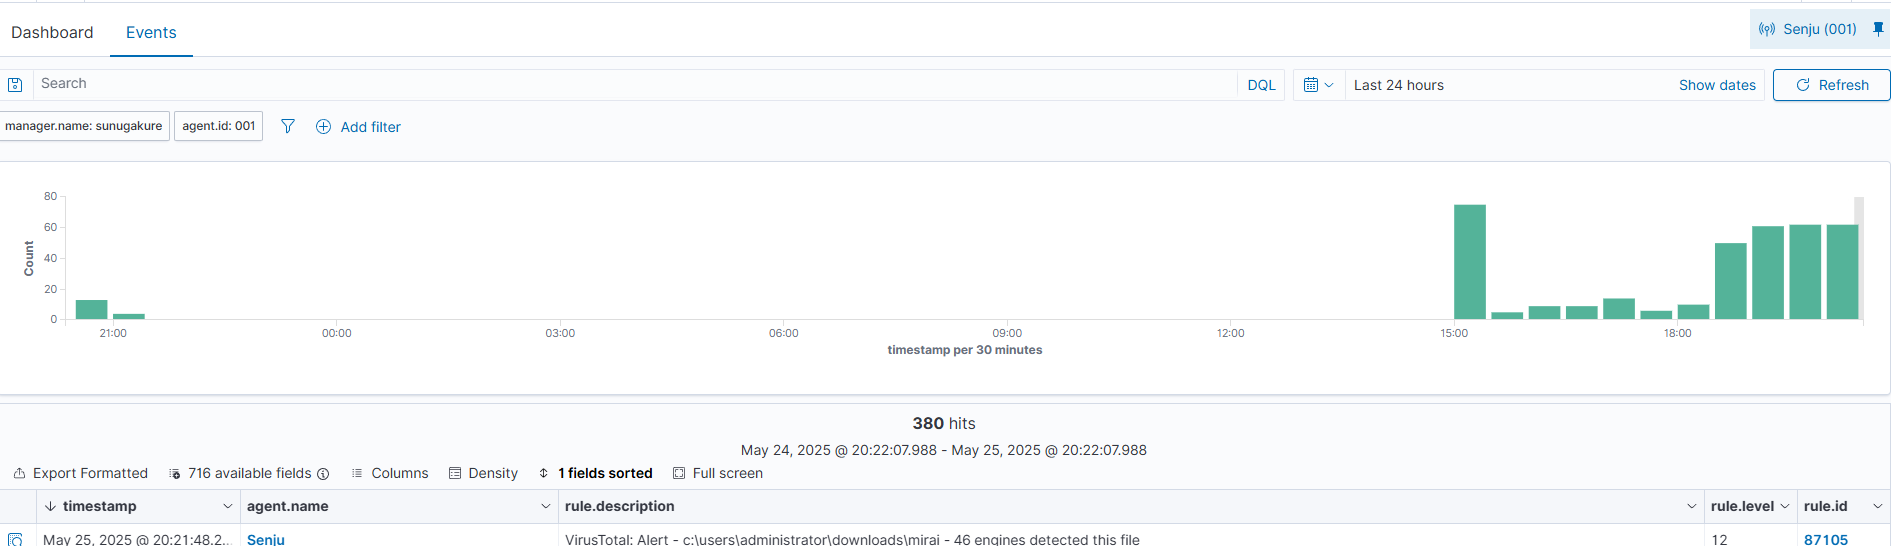 Dashboard Events Senju (001)
Search DQL Last 24 hours Show dates Refresh
manager.name: sunugakure agent.id: 001 Add filter
80
60
40
20
0
Count
21:00 00:00 03:00 06:00 09:00 12:00 15:00 18:00
timestamp per 30 minutes
380 hits
May 24, 2025 @ 20:22:07.988 - May 25, 2025 @ 20:22:07.988
Export Formatted 716 available fields Columns Density 1 fields sorted Full screen
timestamp agent.name rule.description rule.level rule.id
May 25, 2025 @ 20:21:48.2... Senju VirusTotal: Alert - c:\users\administrator\downloads\mirai - 46 engines detected this file 12 87105